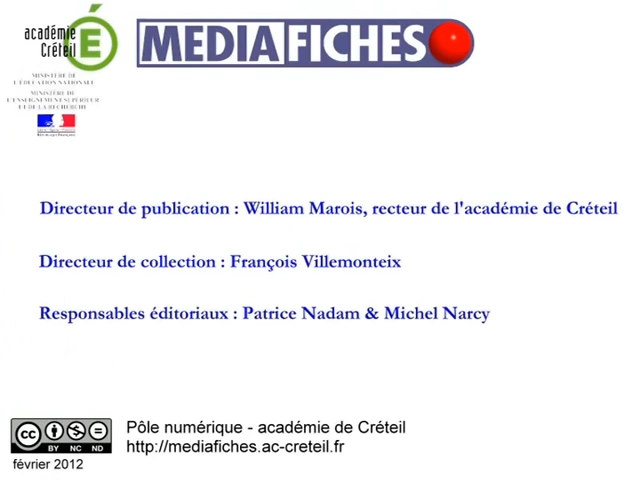 académie
Créteil
É
MEDIAFICHES
MINISTÈRE DE
L'ÉDUCATION NATIONALE
MINISTÈRE DE
L'ENSEIGNEMENT SUPÉRIEUR
ET DE LA RECHERCHE
Directeur de publication : William Marois, recteur de l'académie de Créteil
Directeur de collection : François Villemonteix
Responsables éditoriaux : Patrice Nadam & Michel Narcy
cc BY NC ND
Pôle numérique - académie de Créteil
http://mediafiches.ac-creteil.fr
février 2012